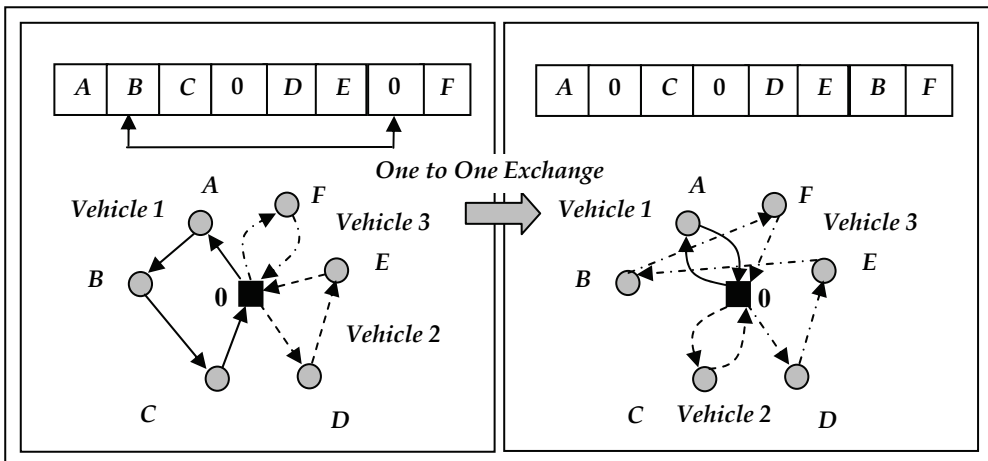 A B C 0 D E 0 F
A 0 C 0 D E B F
One to One Exchange
A
F
Vehicle 1
Vehicle 3
B
E
0
Vehicle 2
C
D
A
F
Vehicle 1
Vehicle 3
B
E
0
C
Vehicle 2
D